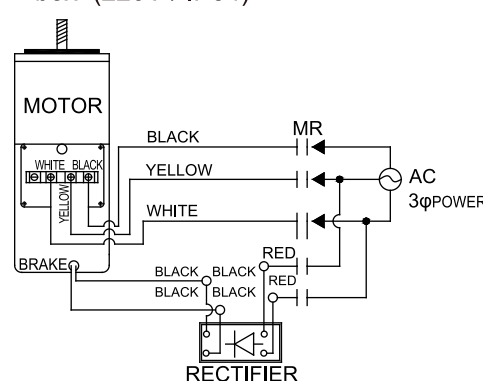 MOTOR
WHITE BLACK
YELLOW
BLACK
MR
YELLOW
AC
3φPOWER
WHITE
BRAKE
RED
BLACK BLACK
RED
BLACK BLACK
RECTIFIER